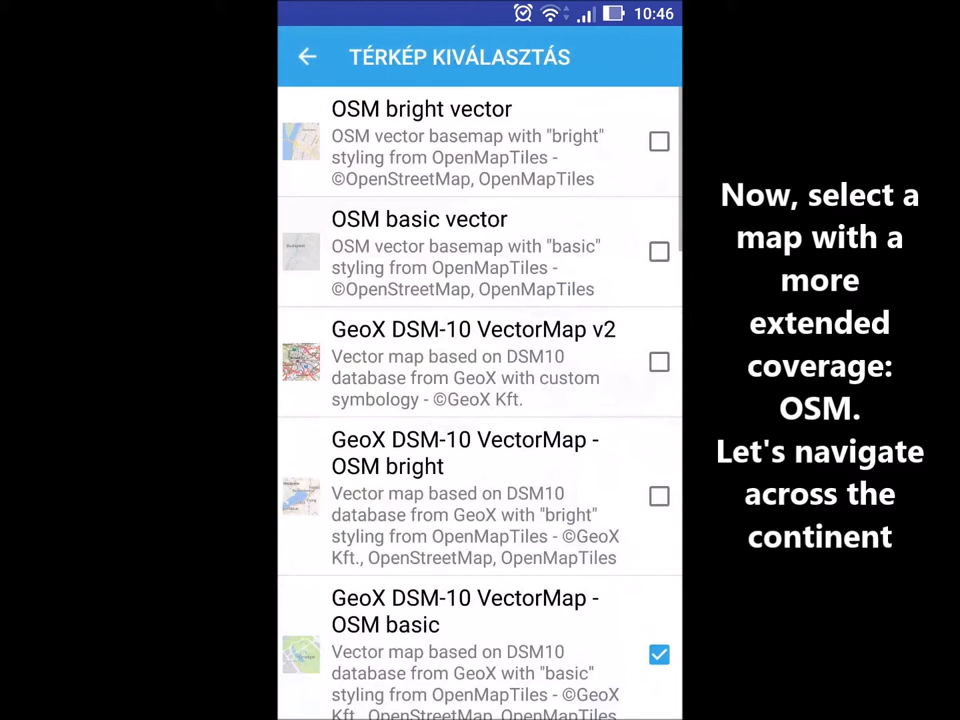 10:46
TÉRKÉP KIVÁLASZTÁS
OSM bright vector
OSM vector basemap with "bright"
styling from OpenMapTiles -
©OpenStreetMap, OpenMapTiles
OSM basic vector
OSM vector basemap with "basic"
styling from OpenMapTiles -
©OpenStreetMap, OpenMapTiles
GeoX DSM-10 VectorMap v2
Vector map based on DSM10
database from GeoX with custom
symbology - ©GeoX Kft.
GeoX DSM-10 VectorMap -
OSM bright
Vector map based on DSM10
database from GeoX with "bright"
styling from OpenMapTiles - ©GeoX
Kft., OpenStreetMap, OpenMapTiles
GeoX DSM-10 VectorMap -
OSM basic
Vector map based on DSM10
database from GeoX with "basic"
styling from OpenMapTiles - ©GeoX
Kft., OpenStreetMap, OpenMapTiles
Now, select a
map with a
more
extended
coverage:
OSM.
Let's navigate
across the
continent